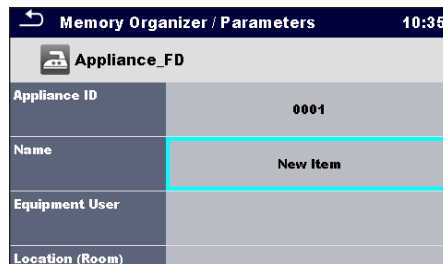 Memory Organizer / Parameters 10:35
Appliance_FD
Appliance ID 0001
Name New Item
Equipment User
Location (Room)